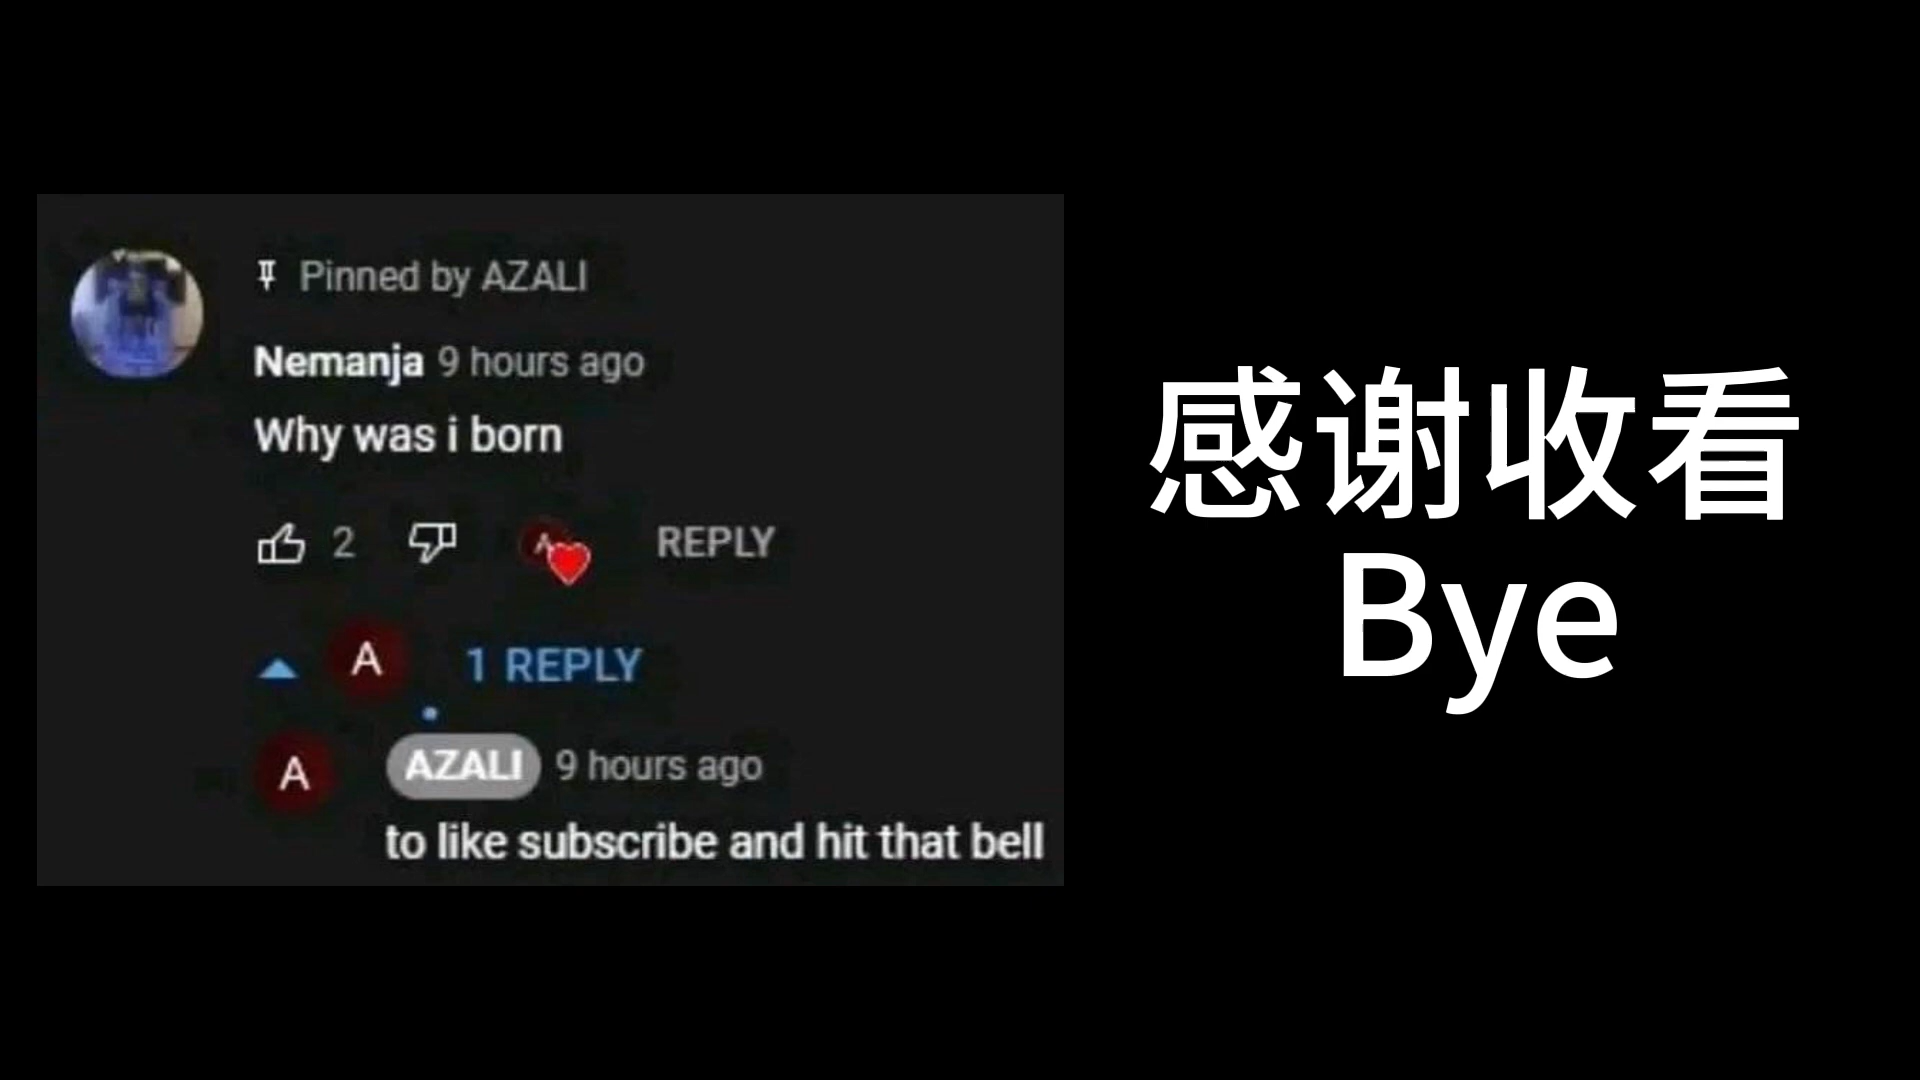 Pinned by AZALI
Nemanja 9 hours ago
Why was i born
2 REPLY
A 1 REPLY
A AZALI 9 hours ago
to like subscribe and hit that bell
感谢收看
Bye